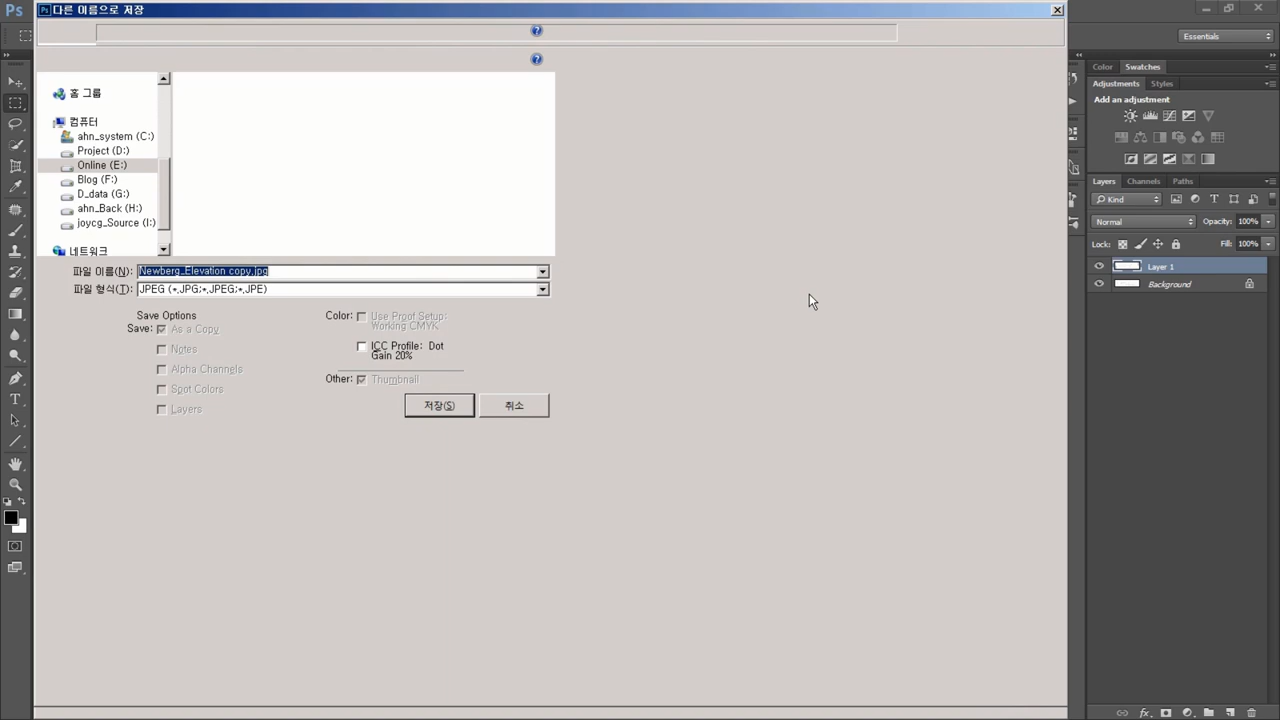 Ps
다른 이름으로 저장
Essentials
Color
Swatches
Adjustments
Styles
Add an adjustment
홈 그룹
컴퓨터
ahn_system (C:)
Project (D:)
Online (E:)
Blog (F:)
D_data (G:)
ahn_Back (H:)
joycg_Source (I:)
네트워크
Layers
Channels
Paths
Kind
Normal
Opacity: 100%
Lock:
Fill: 100%
Layer 1
Background
파일 이름(N): Newberg_Elevation copy.jpg
파일 형식(T): JPEG (*.JPG;*.JPEG;*.JPE)
Save Options
Save: As a Copy
Notes
Alpha Channels
Spot Colors
Layers
Color: Use Proof Setup:
Working CMYK
ICC Profile: Dot
Gain 20%
Other: Thumbnail
저장(S)
취소